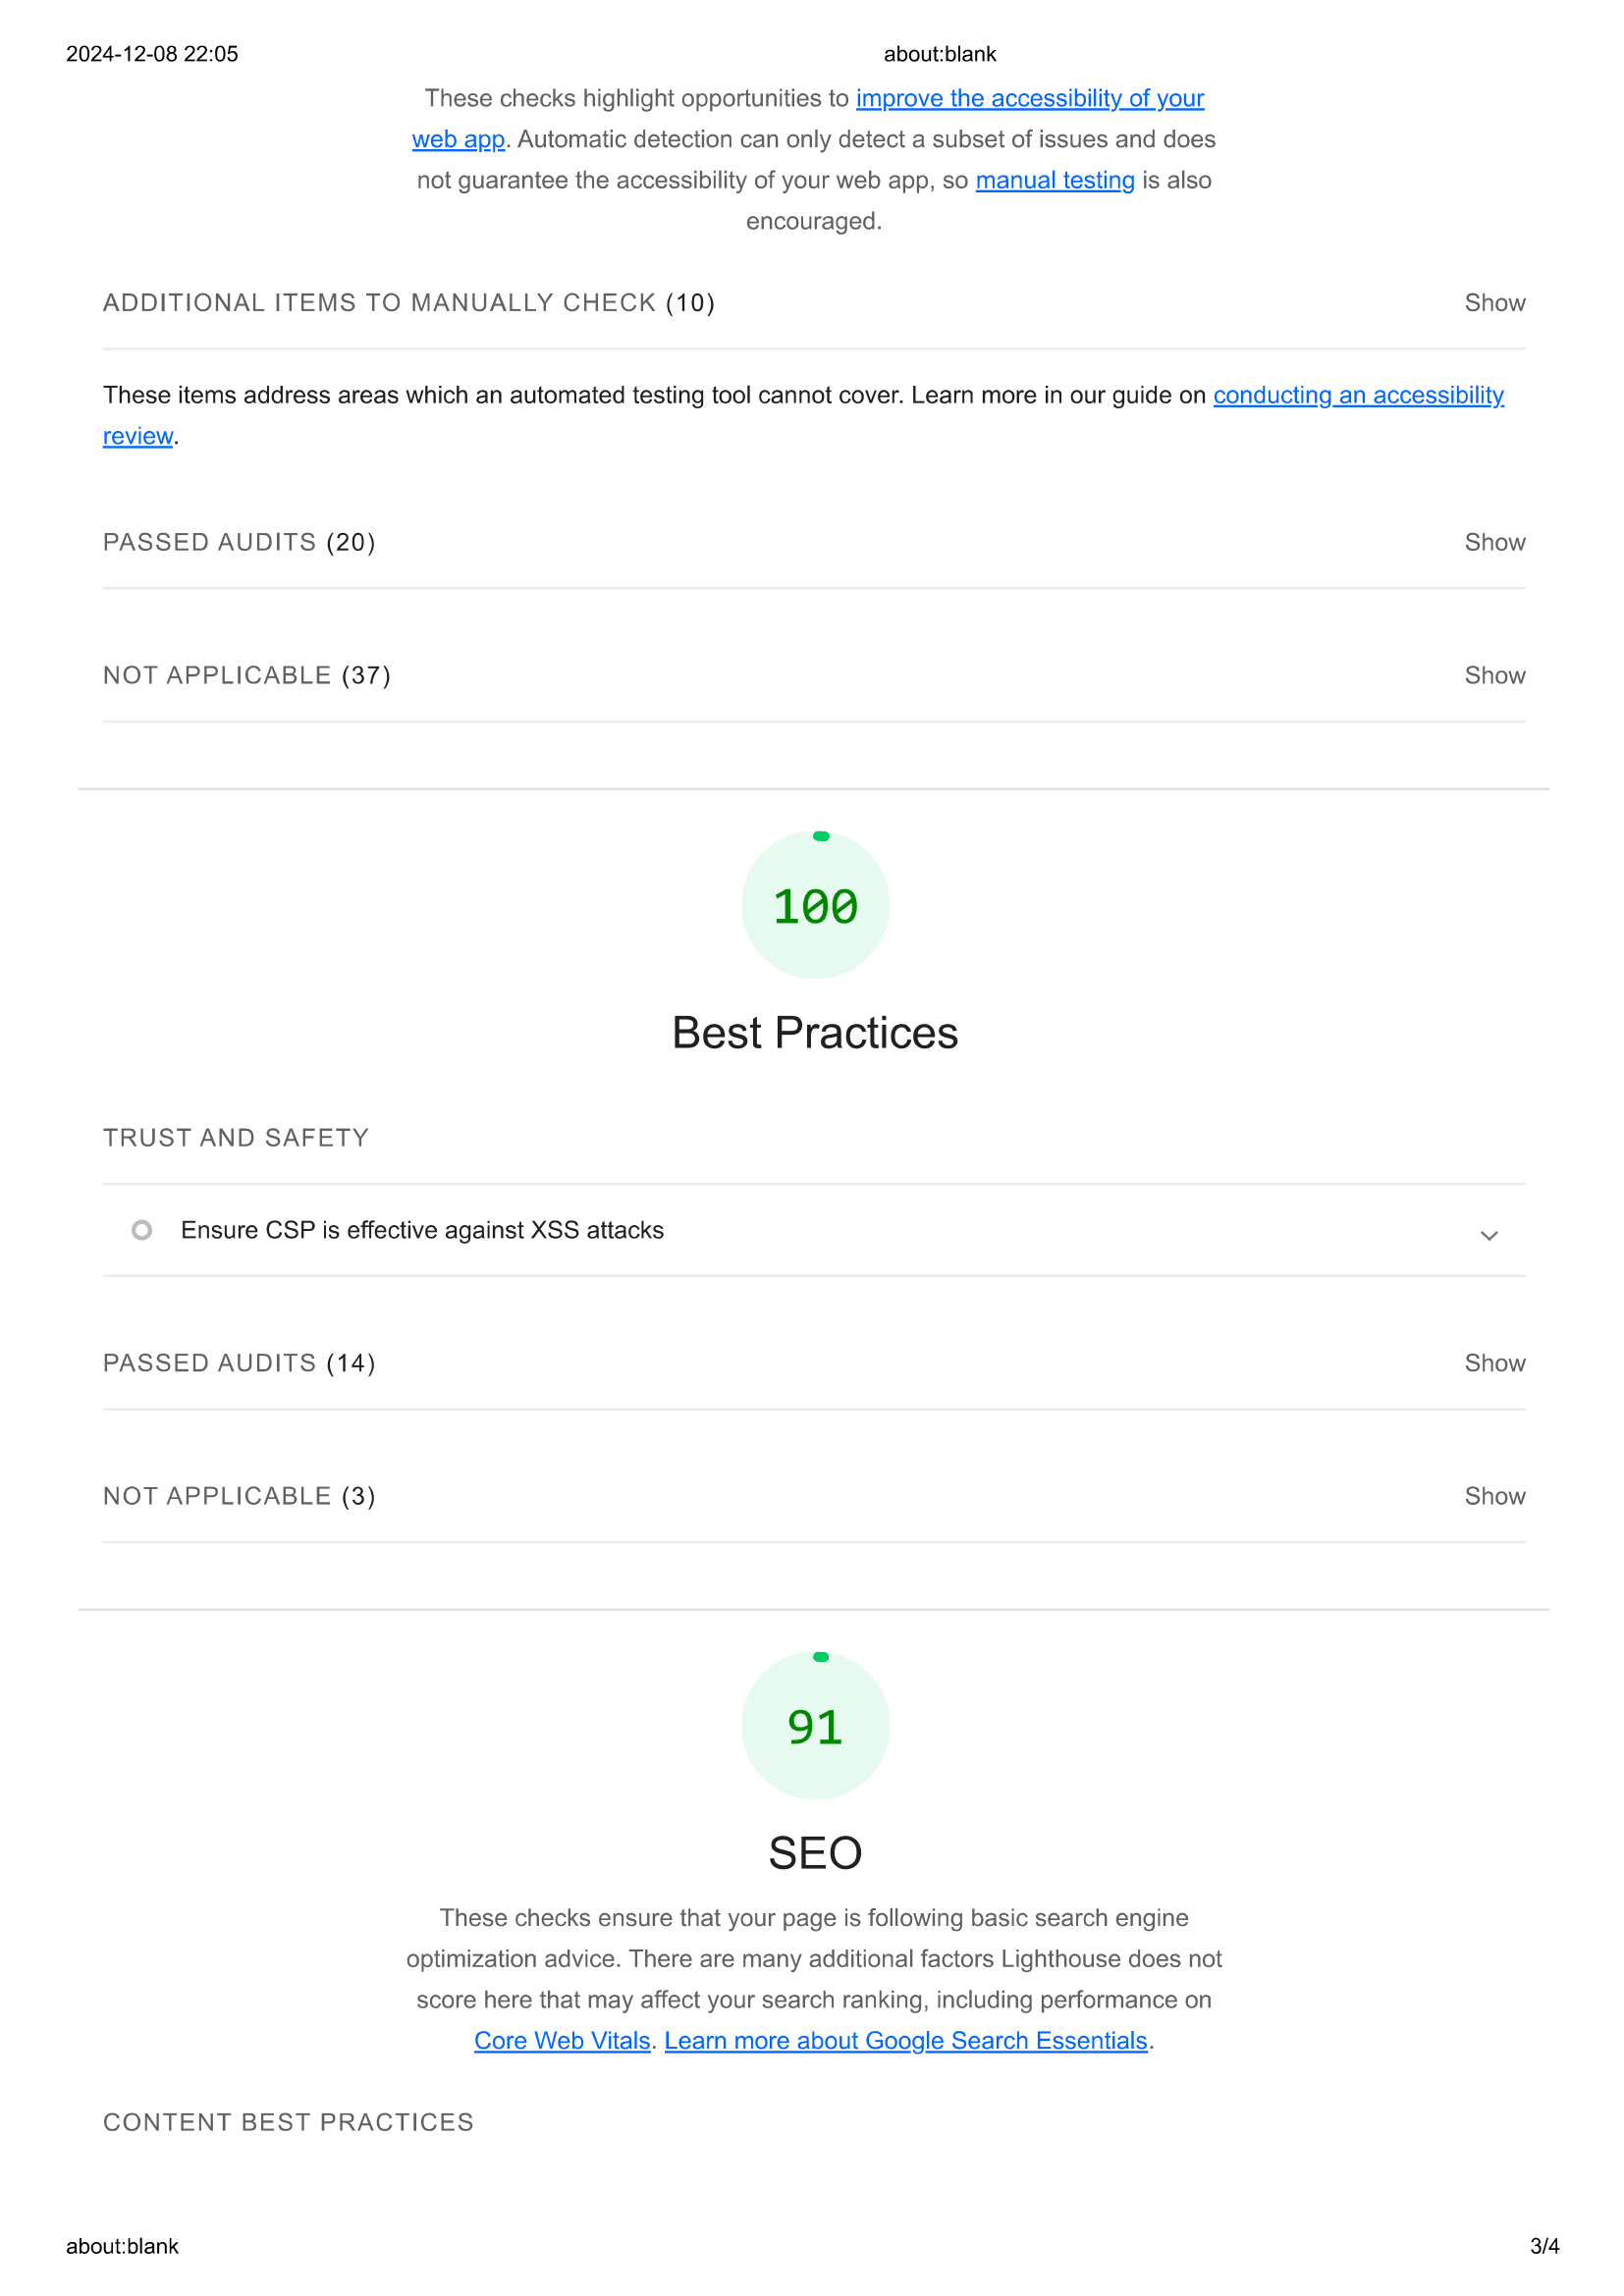 2024-12-08 22:05 about:blank
These checks highlight opportunities to improve the accessibility of your
web app. Automatic detection can only detect a subset of issues and does
not guarantee the accessibility of your web app, so manual testing is also
encouraged.
ADDITIONAL ITEMS TO MANUALLY CHECK (10) Show
These items address areas which an automated testing tool cannot cover. Learn more in our guide on conducting an accessibility
review.
PASSED AUDITS (20) Show
NOT APPLICABLE (37) Show
100
Best Practices
TRUST AND SAFETY
Ensure CSP is effective against XSS attacks
PASSED AUDITS (14) Show
NOT APPLICABLE (3) Show
91
SEO
These checks ensure that your page is following basic search engine
optimization advice. There are many additional factors Lighthouse does not
score here that may affect your search ranking, including performance on
Core Web Vitals. Learn more about Google Search Essentials.
CONTENT BEST PRACTICES
about:blank 3/4